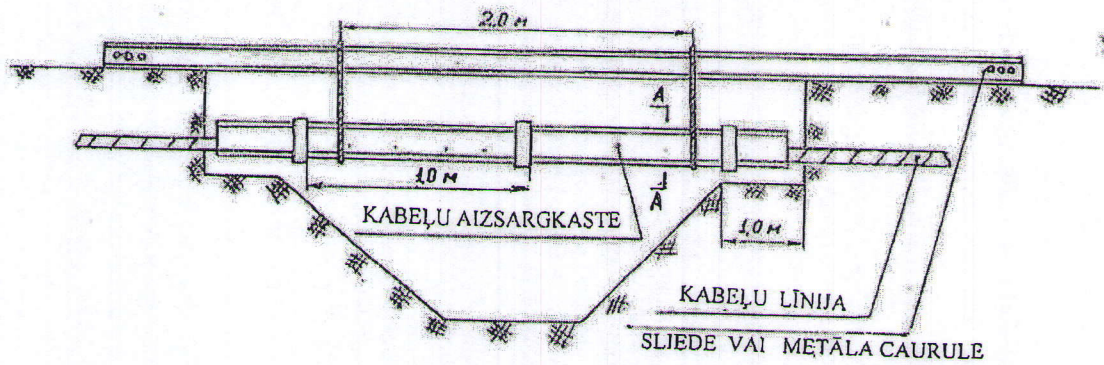 2,0 м
A
1,0 м
A
KABEĻU AIZSARGKASTE
1,0 м
KABEĻU LĪNIJA
SLIEDE VAI METĀLA CAURULE